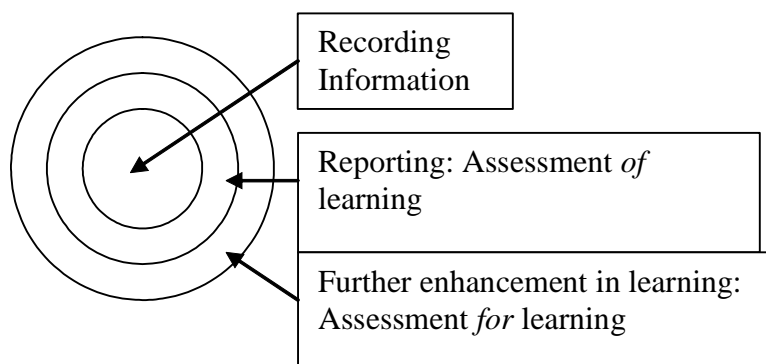 Recording
Information
Reporting: Assessment of
learning
Further enhancement in learning:
Assessment for learning